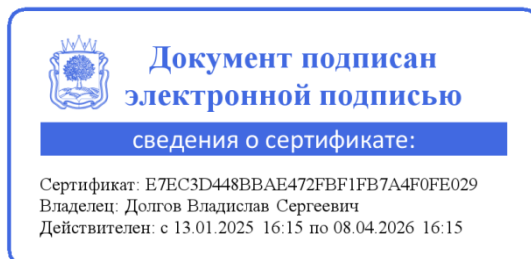 Документ подписан
электронной подписью
сведения о сертификате:
Сертификат: E7EC3D448BBAE472FBF1FB7A4F0FE029
Владелец: Долгов Владислав Сергеевич
Действителен: с 13.01.2025 16:15 по 08.04.2026 16:15